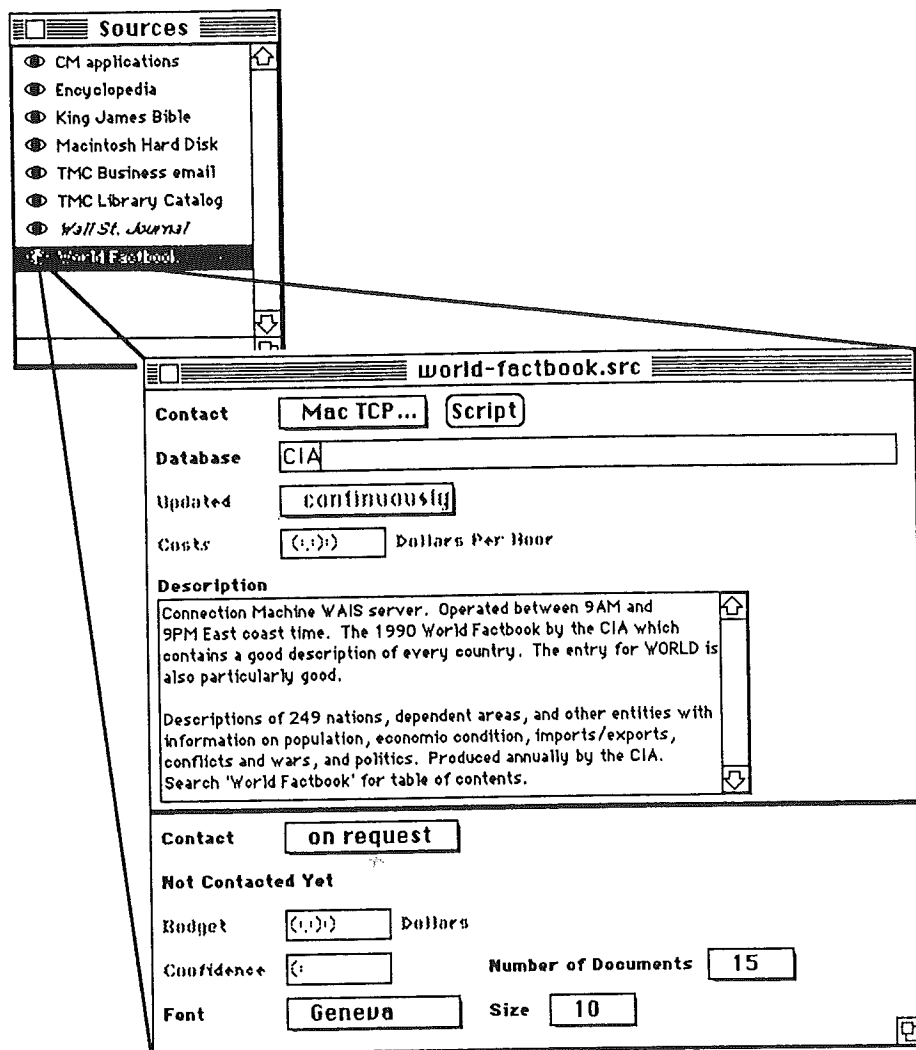 Sources
CM applications
Encyclopedia
King James Bible
Macintosh Hard Disk
TMC Business email
TMC Library Catalog
Wall St. Journal
World Factbook
world-factbook.src
Contact Mac TCP... Script
Database CIA
Updated continuously
Costs Dollars Per Hour
Description
Connection Machine WAIS server. Operated between 9AM and
9PM East coast time. The 1990 World Factbook by the CIA which
contains a good description of every country. The entry for WORLD is
also particularly good.
Descriptions of 249 nations, dependent areas, and other entities with
information on population, economic condition, imports/exports,
conflicts and wars, and politics. Produced annually by the CIA.
Search 'World Factbook' for table of contents.
Contact on request
Not Contacted Yet
Budget Dollars
Confidence Number of Documents 15
Font Geneva Size 10